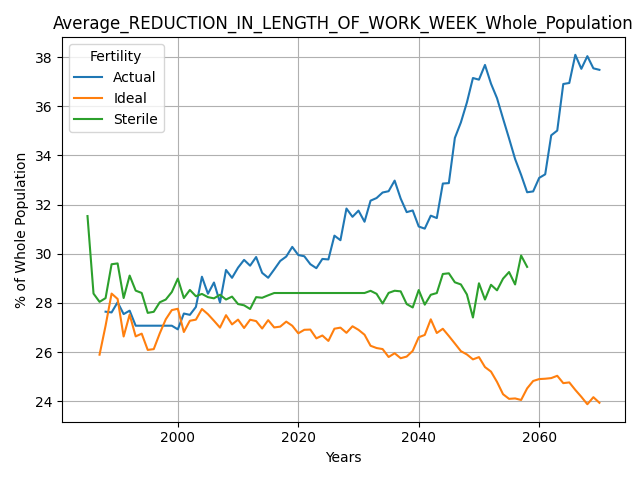 Average_REDUCTION_IN_LENGTH_OF_WORK_WEEK_Whole_Population
Fertility
Actual
Ideal
Sterile
% of Whole Population
38
36
34
32
30
28
26
24
2000
2020
2040
2060
Years